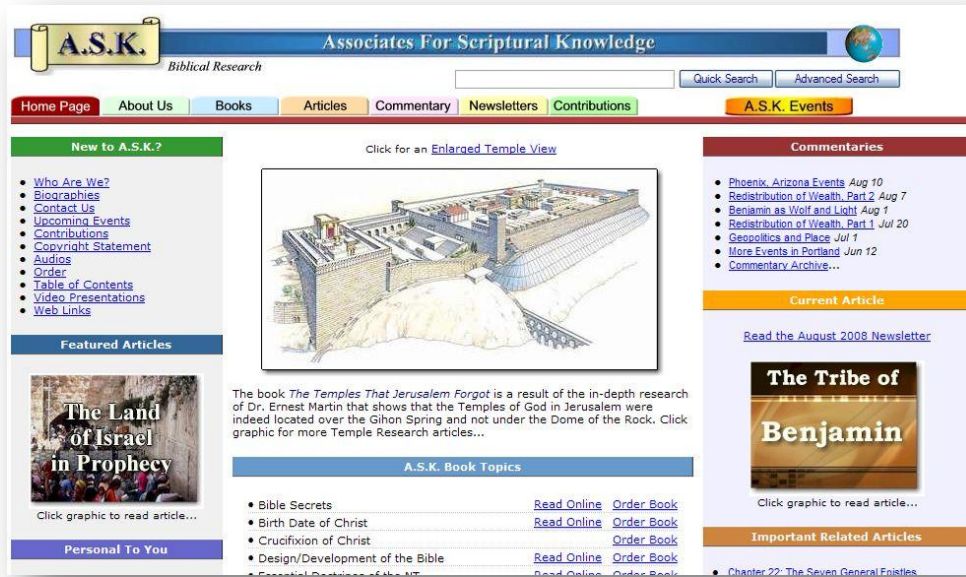 A.S.K.
Associates For Scriptural Knowledge
Biblical Research
Quick Search
Advanced Search
Home Page
About Us
Books
Articles
Commentary
Newsletters
Contributions
A.S.K. Events
New to A.S.K.?
Who Are We?
Biographies
Contact Us
Upcoming Events
Contributions
Copyright Statement
Audios
Order
Table of Contents
Video Presentations
Web Links
Featured Articles
The Land
of Israel
in Prophecy
Click graphic to read article...
Personal To You
Click for an Enlarged Temple View
The book The Temples That Jerusalem Forgot is a result of the in-depth research
of Dr. Ernest Martin that shows that the Temples of God in Jerusalem were
indeed located over the Gihon Spring and not under the Dome of the Rock. Click
graphic for more Temple Research articles...
A.S.K. Book Topics
Bible Secrets Read Online Order Book
Birth Date of Christ Read Online Order Book
Crucifixion of Christ Order Book
Design/Development of the Bible Read Online Order Book
Essential Doctrines of the NT Read Online Order Book
Commentaries
Phoenix, Arizona Events Aug 10
Redistribution of Wealth, Part 2 Aug 7
Benjamin as Wolf and Light Aug 1
Redistribution of Wealth, Part 1 Jul 20
Geopolitics and Place Jul 1
More Events in Portland Jun 12
Commentary Archive...
Current Article
Read the August 2008 Newsletter
The Tribe of
Benjamin
Click graphic to read article...
Important Related Articles
Chapter 22: The Seven General Epistles